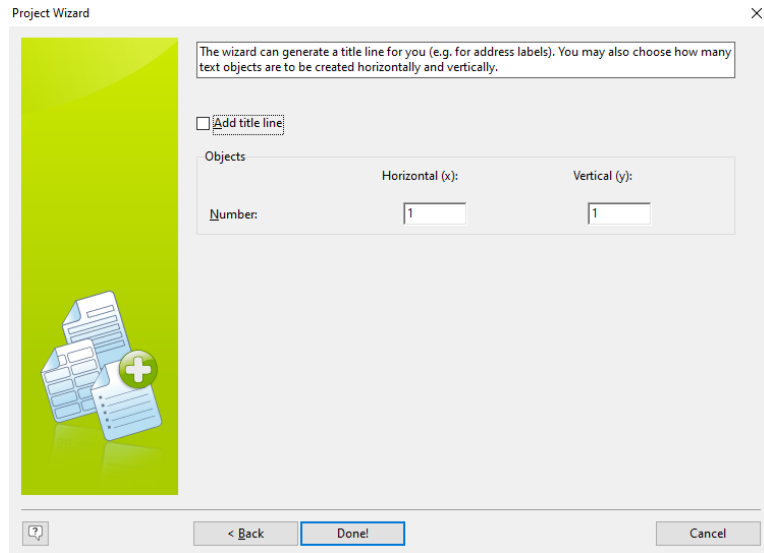 Project Wizard
The wizard can generate a title line for you (e.g. for address labels). You may also choose how many
text objects are to be created horizontally and vertically.
Add title line
Objects
Horizontal (x): Vertical (y):
Number: 1 1
< Back Done! Cancel